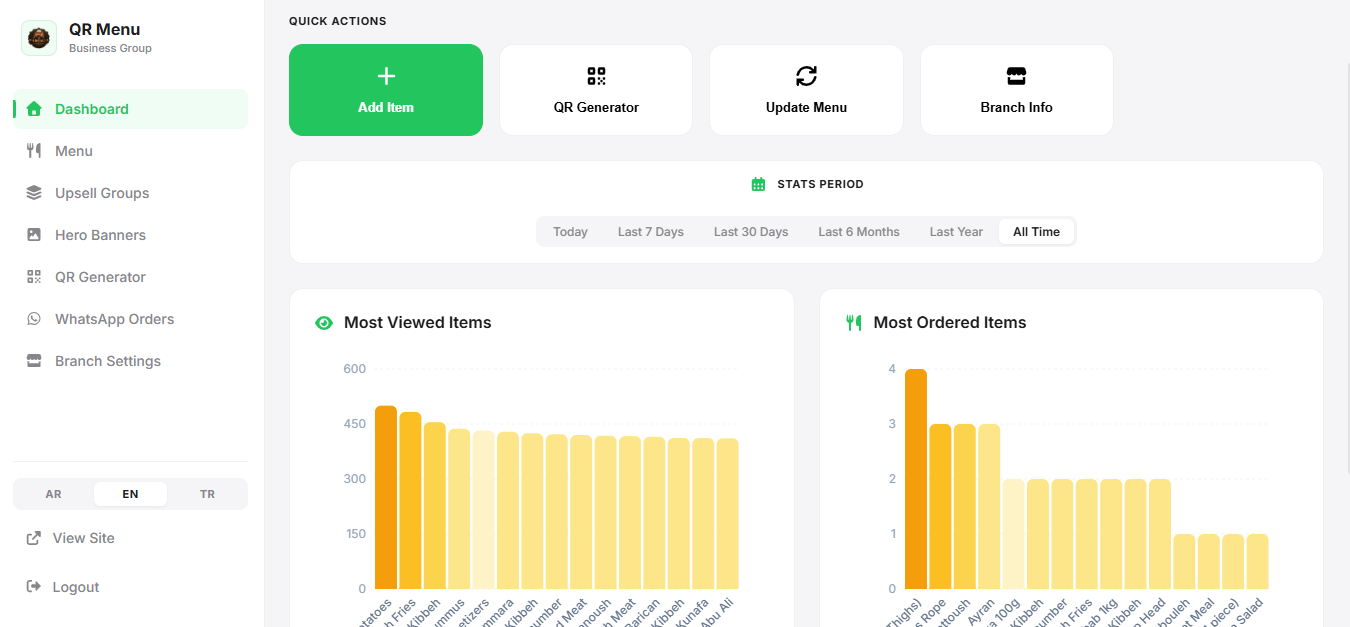 QR Menu
Business Group
Dashboard
Menu
Upsell Groups
Hero Banners
QR Generator
WhatsApp Orders
Branch Settings
AR EN TR
View Site
Logout
QUICK ACTIONS
Add Item
QR Generator
Update Menu
Branch Info
STATS PERIOD
Today Last 7 Days Last 30 Days Last 6 Months Last Year All Time
Most Viewed Items
600
450
300
150
0
Fries
Kibbeh
Kibbeh
Meat
Meat
Kibbeh
Kunafa
Abu Ali
Most Ordered Items
4
3
2
1
0
Thighs)
Rope
Ayran
100g
Kibbeh
Fries
1kg
Kibbeh
Head
Meal
piece)
Salad